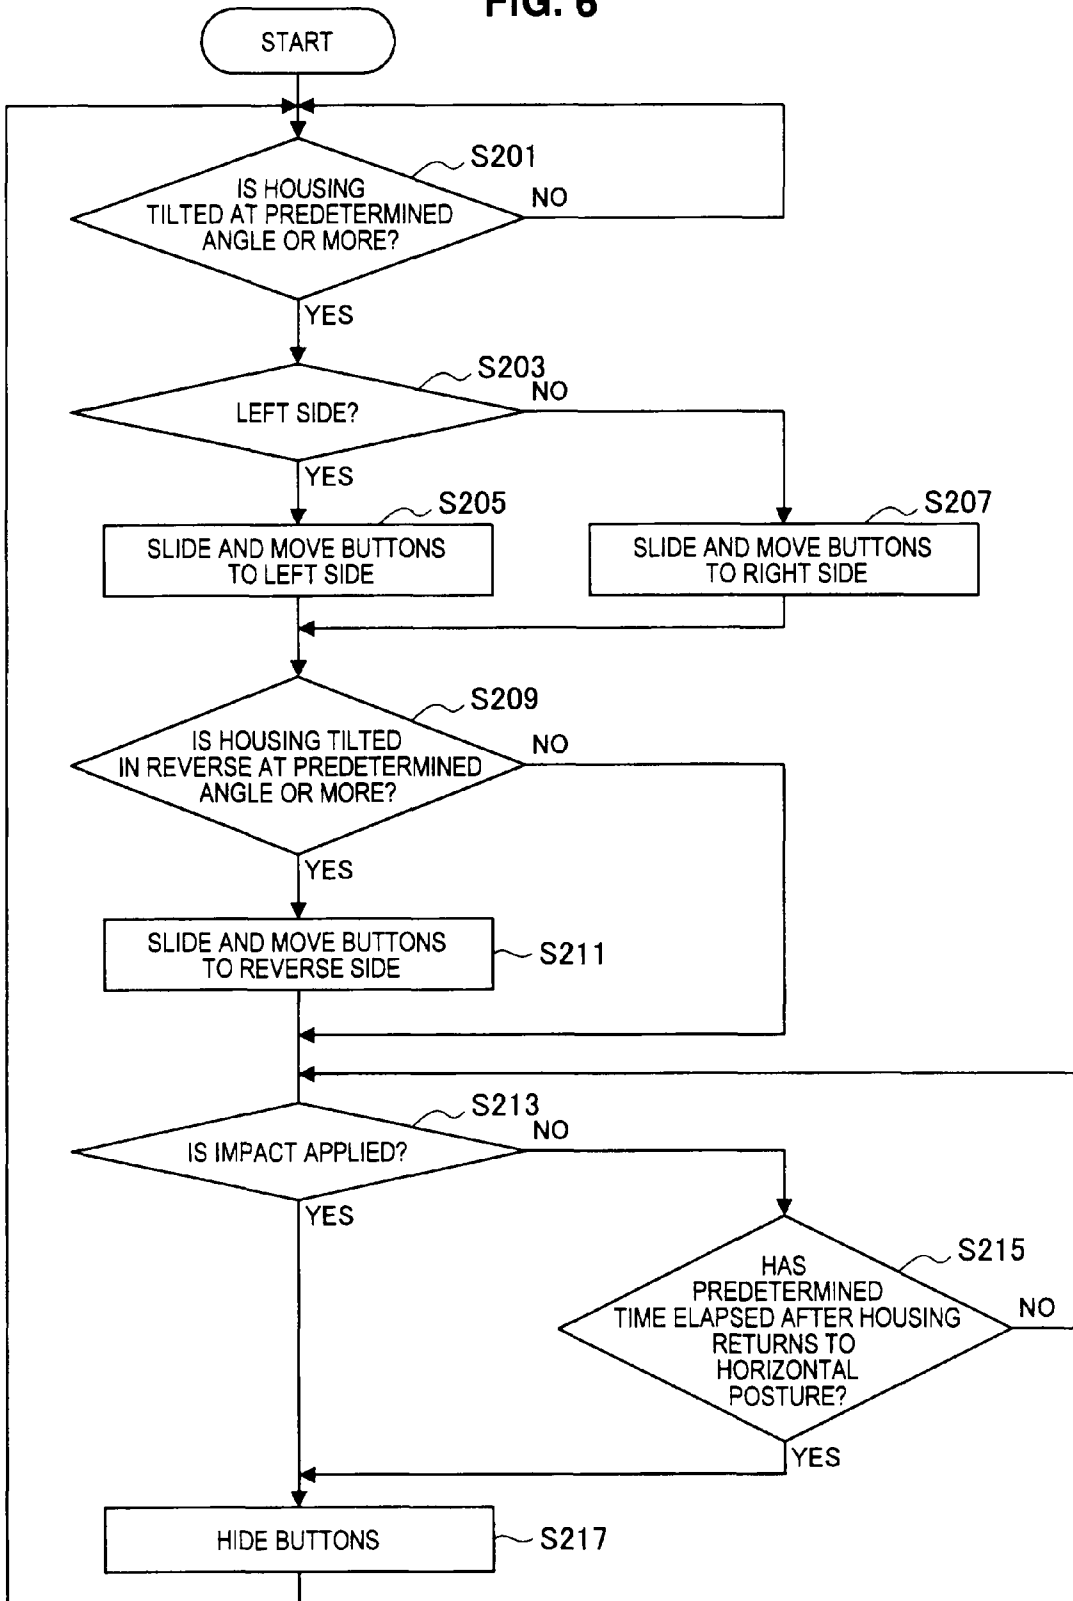 FIG. 6
START
S201
IS HOUSING
TILTED AT PREDETERMINED
ANGLE OR MORE?
NO
YES
S203
LEFT SIDE?
NO
YES
S205
SLIDE AND MOVE BUTTONS
TO LEFT SIDE
S207
SLIDE AND MOVE BUTTONS
TO RIGHT SIDE
S209
IS HOUSING TILTED
IN REVERSE AT PREDETERMINED
ANGLE OR MORE?
NO
YES
SLIDE AND MOVE BUTTONS
TO REVERSE SIDE
S211
S213
IS IMPACT APPLIED?
NO
YES
S215
HAS
PREDETERMINED
TIME ELAPSED AFTER HOUSING
RETURNS TO
HORIZONTAL
POSTURE?
NO
YES
HIDE BUTTONS
S217